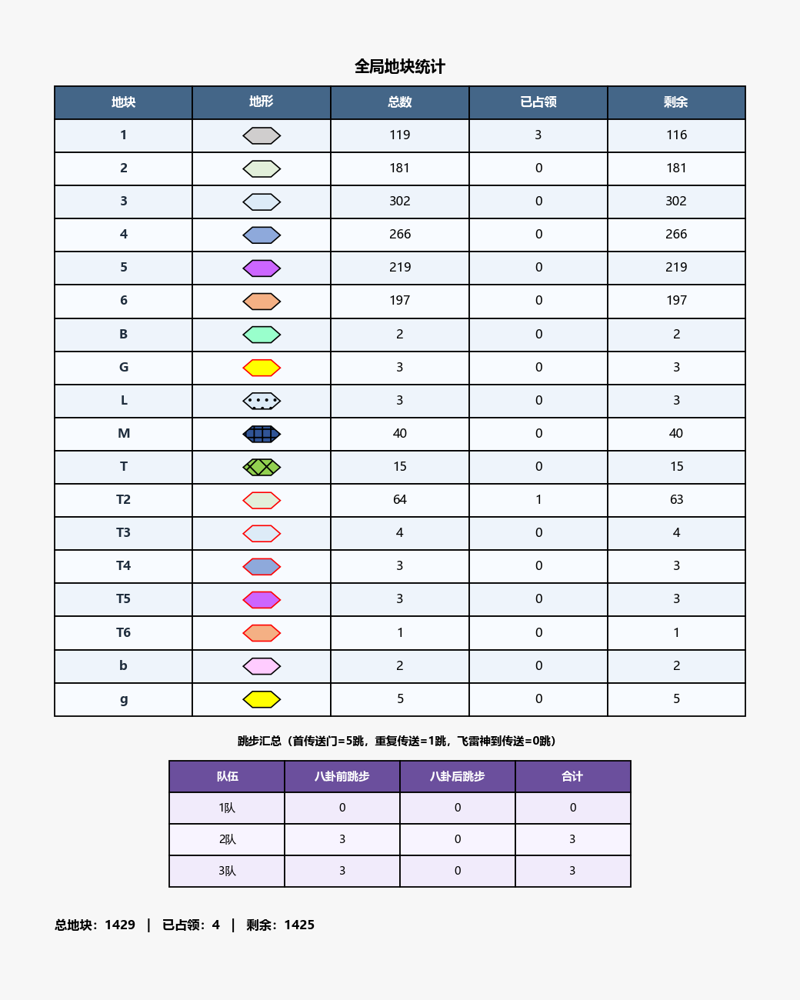 全局地块统计
地块 地形 总数 已占领 剩余
1 119 3 116
2 181 0 181
3 302 0 302
4 266 0 266
5 219 0 219
6 197 0 197
B 2 0 2
G 3 0 3
L 3 0 3
M 40 0 40
T 15 0 15
T2 64 1 63
T3 4 0 4
T4 3 0 3
T5 3 0 3
T6 1 0 1
b 2 0 2
g 5 0 5
跳步汇总（首传送门=5跳，重复传送=1跳，飞雷神到传送=0跳）
队伍 八卦前跳步 八卦后跳步 合计
1队 0 0 0
2队 3 0 3
3队 3 0 3
总地块：1429 | 已占领：4 | 剩余：1425